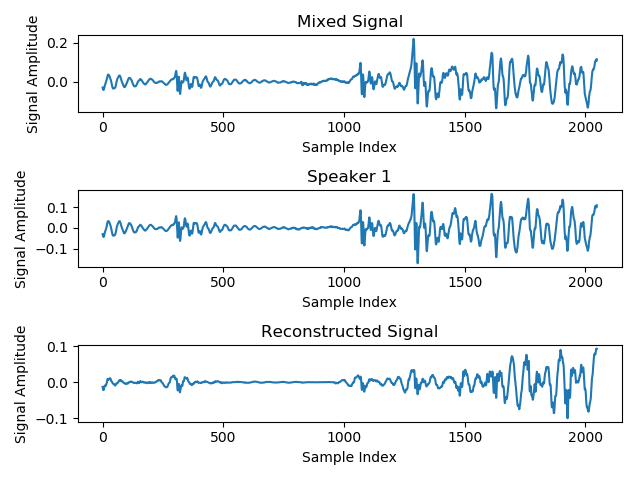 Mixed Signal
Signal Amplitude
0.2
0.0
0
500
1000
1500
2000
Sample Index
Speaker 1
Signal Amplitude
0.1
0.0
−0.1
0
500
1000
1500
2000
Sample Index
Reconstructed Signal
Signal Amplitude
0.1
0.0
−0.1
0
500
1000
1500
2000
Sample Index